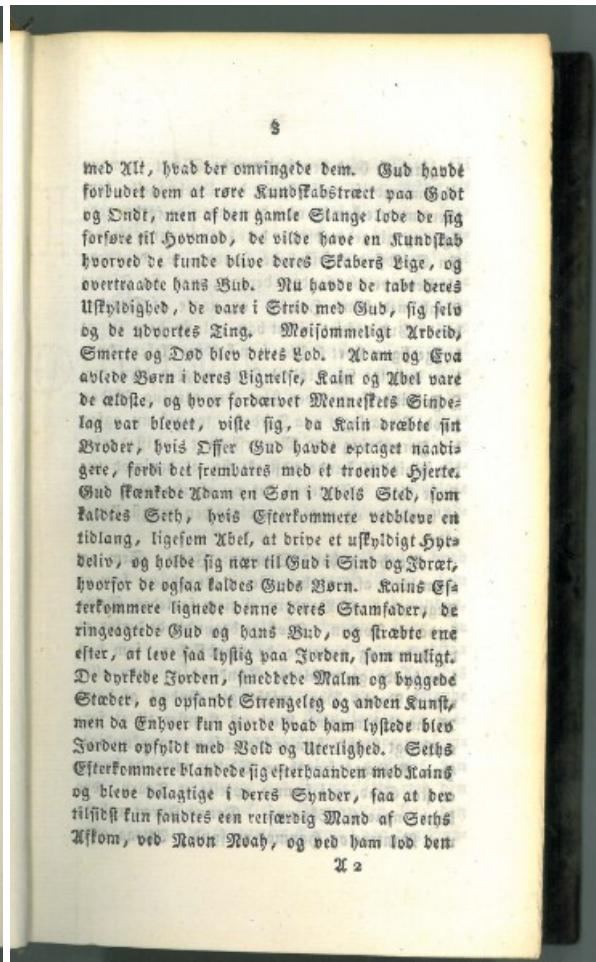 3
med Alt, hvad der omringede dem. Gud havde
forbudet dem at røre Kundskabstræet paa Godt
og Ondt, men af den gamle Slange lode de sig
forføre til Hovmod, de vilde have en Kundskab
hvorved de kunde blive deres Skabers Lige, og
overtraadte hans Bud. Nu havde de tabt deres
Uskyldighed, de vare i Strid med Gud, sig selv
og de udvortes Ting. Møisommeligt Arbeid,
Smerte og Død blev deres Lod. Adam og Eva
avlede Børn i deres Lignelse, Kain og Abel vare
de ældste, og hvor fordærvet Menneskets Sinde-
lag var blevet, viste sig, da Kain dræbte sin
Broder, hvis Offer Gud havde optaget naadi-
gere, fordi det frembares med et troende Hjerte.
Gud skænkede Adam en Søn i Abels Sted, som
kaldtes Seth, hvis Efterkommere vedbleve en
tidlang, ligesom Abel, at drive et uskyldigt Hyr-
deliv, og holde sig nær til Gud i Sind og Idræt,
hvorfor de ogsaa kaldes Guds Børn. Kains Ef-
terkommere lignede denne deres Stamfader, de
ringeagtede Gud og hans Bud, og stræbte ene
efter, at leve saa lystig paa Jorden, som muligt.
De dyrkede Jorden, smeddede Malm og byggede
Stæder, og opfandt Strengeleg og anden Kunst,
men da Enhver kun giorde hvad ham lystede blev
Jorden opfyldt med Vold og Uterlighed. Seths
Efterkommere blandede sig efterhaanden med Kains
og bleve delagtige i deres Synder, saa at der
tilsidst kun fandtes een retfærdig Mand af Seths
Afkom, ved Navn Noah, og ved ham lod den
A 2